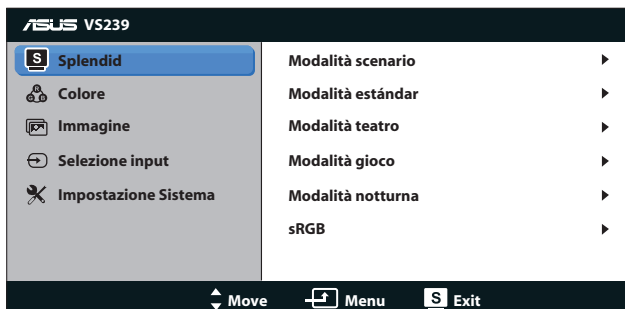 ASUS VS239
S Splendid
Colore
Immagine
Selezione input
Impostazione Sistema
Modalità scenario
Modalità estándar
Modalità teatro
Modalità gioco
Modalità notturna
sRGB
Move Menu S Exit